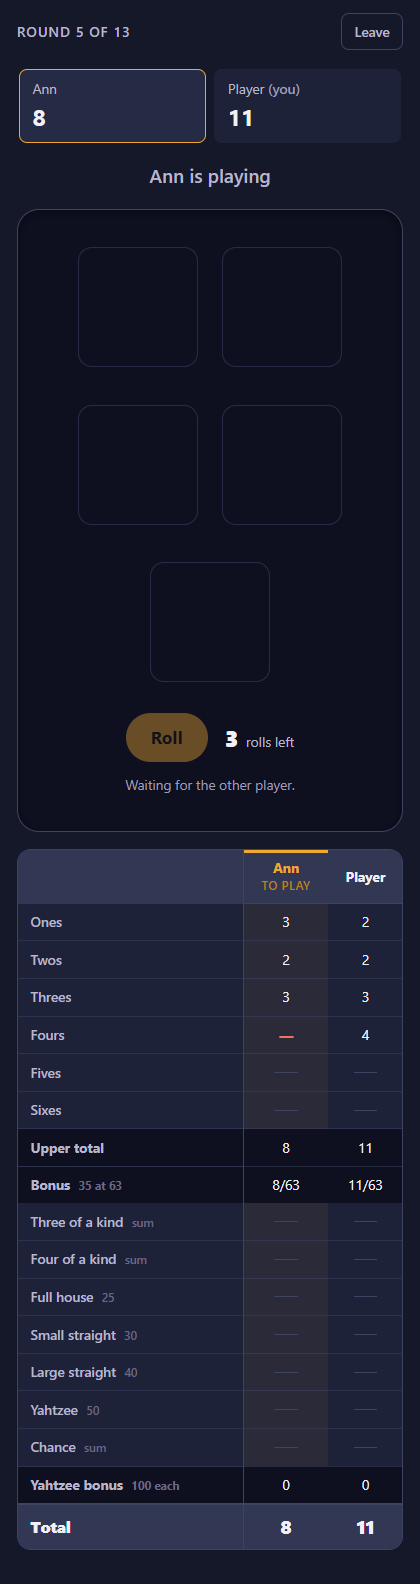 ROUND 5 OF 13 Leave
Ann Player (you)
8 11
Ann is playing
Roll 3 rolls left
Waiting for the other player.
Ann Player
TO PLAY
Ones 3 2
Twos 2 2
Threes 3 3
Fours — 4
Fives — —
Sixes — —
Upper total 8 11
Bonus 35 at 63 8/63 11/63
Three of a kind sum — —
Four of a kind sum — —
Full house 25 — —
Small straight 30 — —
Large straight 40 — —
Yahtzee 50 — —
Chance sum — —
Yahtzee bonus 100 each 0 0
Total 8 11